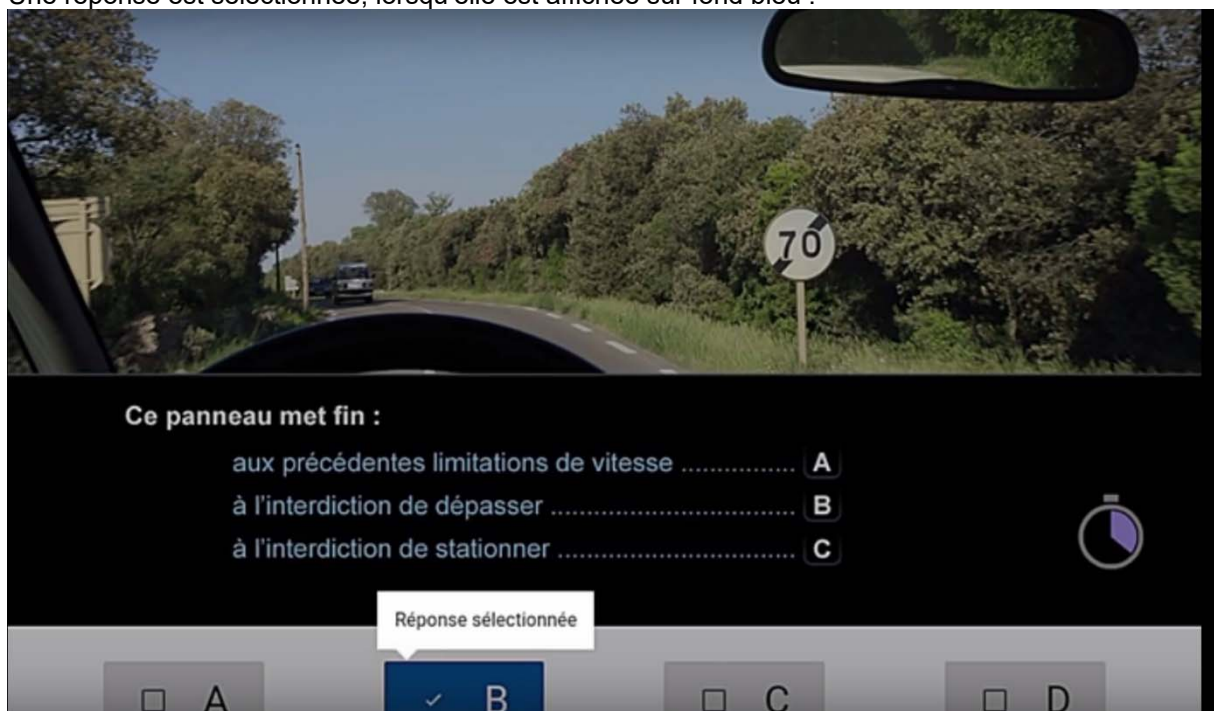 Une réponse est sélectionnée, lorsqu'elle est affichée sur fond bleu :
70
Ce panneau met fin :
aux précédentes limitations de vitesse ................ A
à l'interdiction de dépasser ................................ B
à l'interdiction de stationner ............................... C
Réponse sélectionnée
A
B
C
D